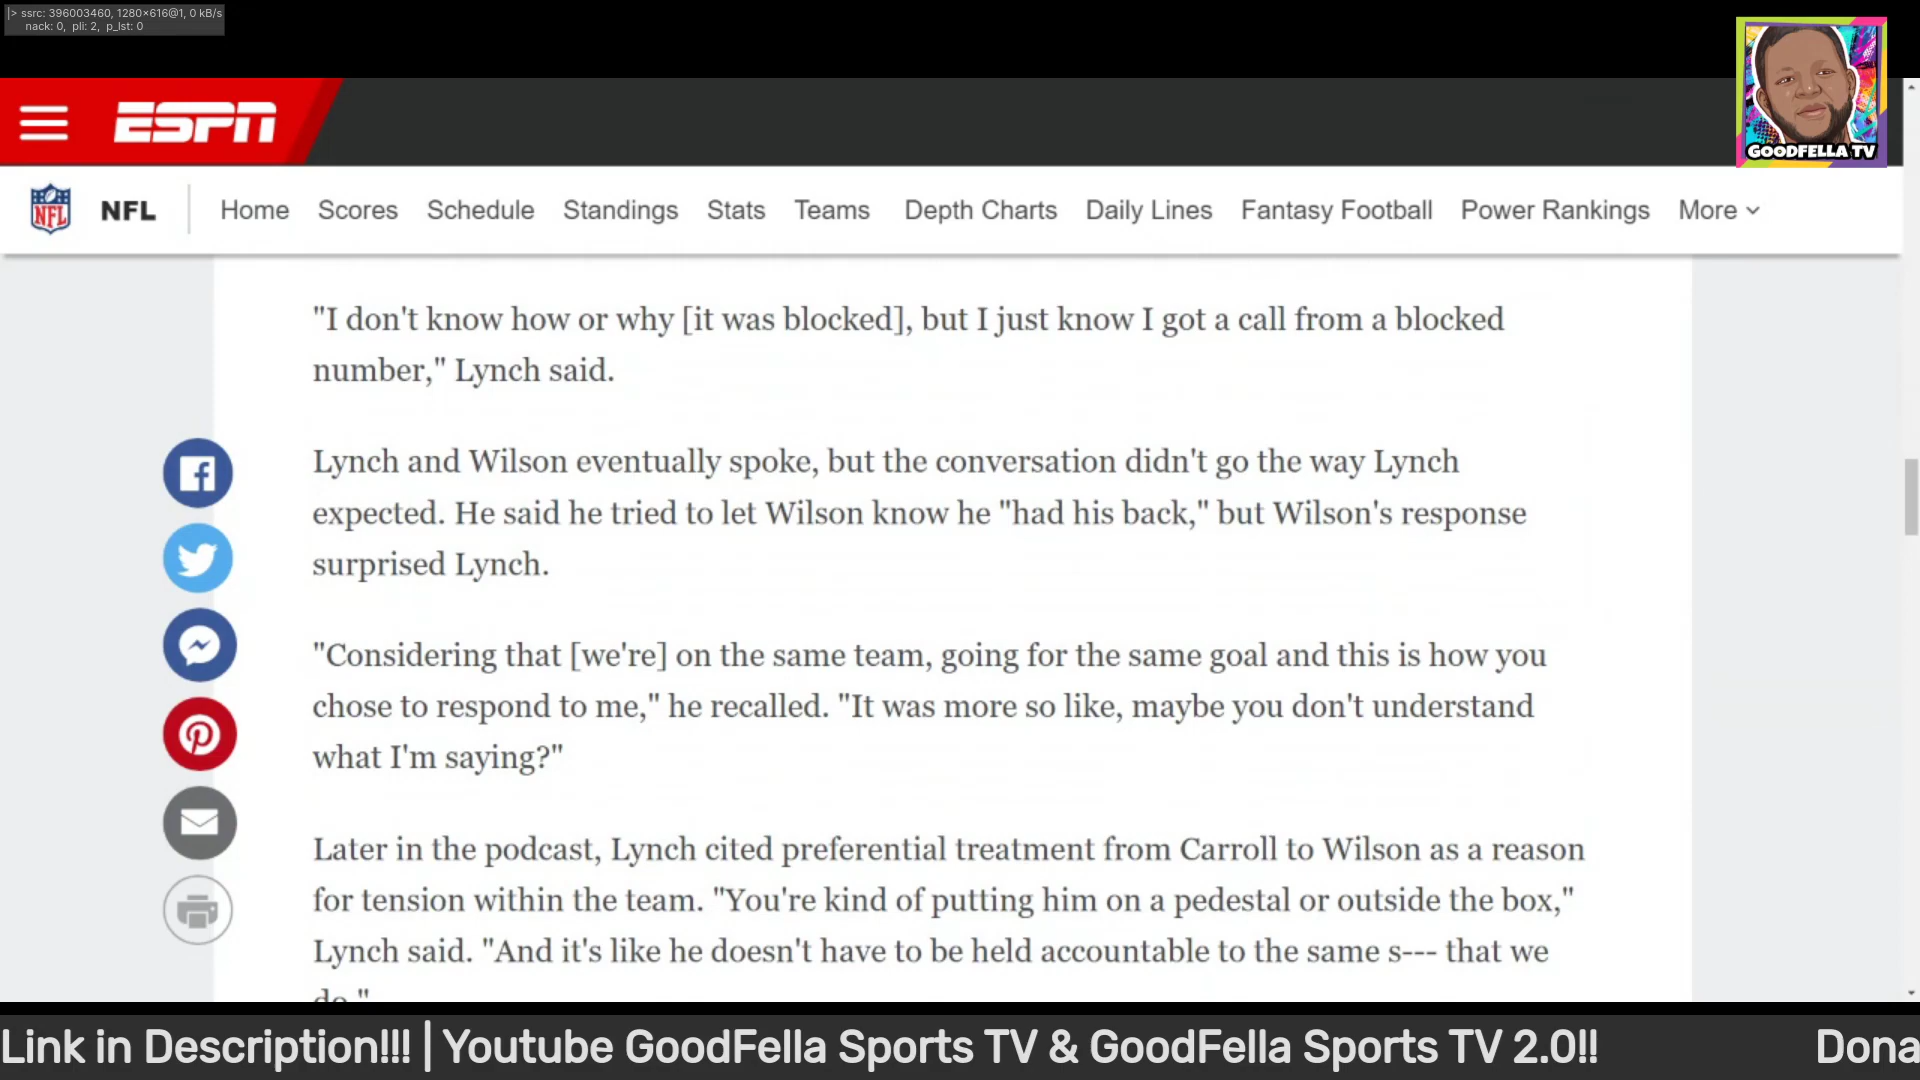 |> ssrc: 396003460, 1280×616@1, 0 kB/s
nack: 0, pli: 2, p_lst: 0
GOODFELLA TV
ESPN
NFL NFL Home Scores Schedule Standings Stats Teams Depth Charts Daily Lines Fantasy Football Power Rankings More
"I don't know how or why [it was blocked], but I just know I got a call from a blocked
number," Lynch said.
Lynch and Wilson eventually spoke, but the conversation didn't go the way Lynch
expected. He said he tried to let Wilson know he "had his back," but Wilson's response
surprised Lynch.
"Considering that [we're] on the same team, going for the same goal and this is how you
chose to respond to me," he recalled. "It was more so like, maybe you don't understand
what I'm saying?"
Later in the podcast, Lynch cited preferential treatment from Carroll to Wilson as a reason
for tension within the team. "You're kind of putting him on a pedestal or outside the box,"
Lynch said. "And it's like he doesn't have to be held accountable to the same s--- that we
do."
Link in Description!!! | Youtube GoodFella Sports TV & GoodFella Sports TV 2.0!! Dona